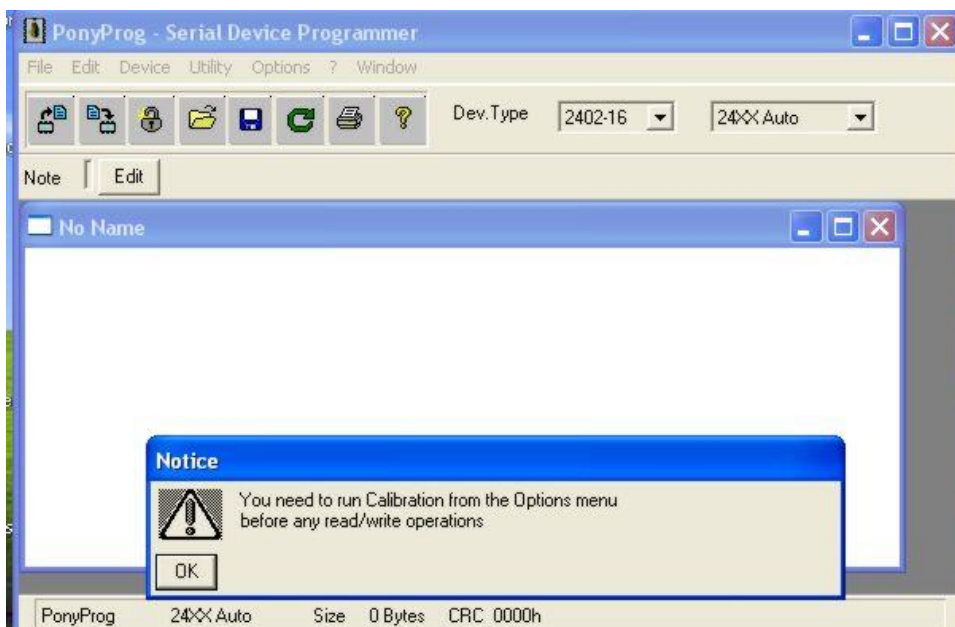 PonyProg - Serial Device Programmer
File Edit Device Utility Options ? Window
Dev.Type 2402-16 24XX Auto
Note Edit
No Name
Notice
You need to run Calibration from the Options menu
before any read/write operations
OK
PonyProg 24XX Auto Size 0 Bytes CRC 0000h